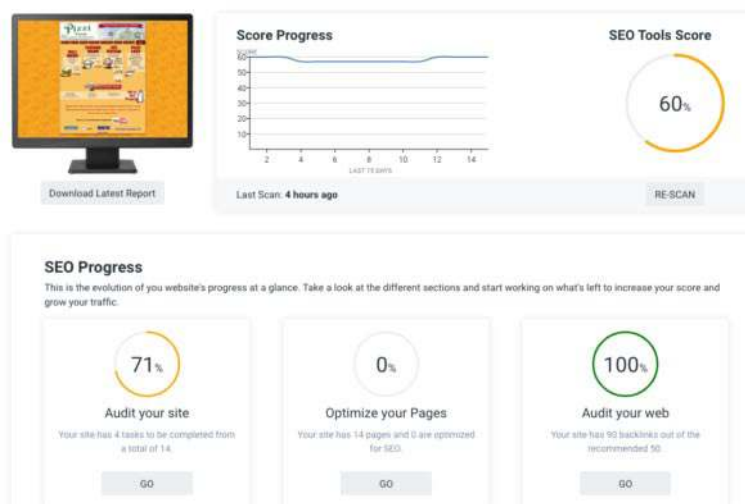 Score Progress
SEO Tools Score
SCORE
60
50
40
30
20
10
2 4 6 8 10 12 14
LAST 15 DAYS
60%
Download Latest Report
Last Scan: 4 hours ago
RE-SCAN
SEO Progress
This is the evolution of you website's progress at a glance. Take a look at the different sections and start working on what's left to increase your score and
grow your traffic.
71%
Audit your site
Your site has 4 tasks to be completed from
a total of 14.
GO
0%
Optimize your Pages
Your site has 14 pages and 0 are optimized
for SEO.
GO
100%
Audit your web
Your site has 90 backlinks out of the
recommended 50.
GO